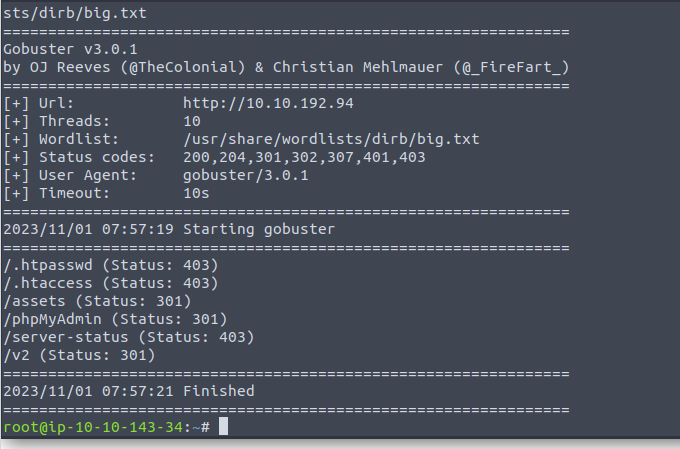 sts/dirb/big.txt
===============================================================
Gobuster v3.0.1
by OJ Reeves (@TheColonial) & Christian Mehlmauer (@_FireFart_)
===============================================================
[+] Url:            http://10.10.192.94
[+] Threads:        10
[+] Wordlist:       /usr/share/wordlists/dirb/big.txt
[+] Status codes:   200,204,301,302,307,401,403
[+] User Agent:     gobuster/3.0.1
[+] Timeout:        10s
===============================================================
2023/11/01 07:57:19 Starting gobuster
===============================================================
/.htpasswd (Status: 403)
/.htaccess (Status: 403)
/assets (Status: 301)
/phpMyAdmin (Status: 301)
/server-status (Status: 403)
/v2 (Status: 301)
===============================================================
2023/11/01 07:57:21 Finished
===============================================================
root@ip-10-10-143-34:~#